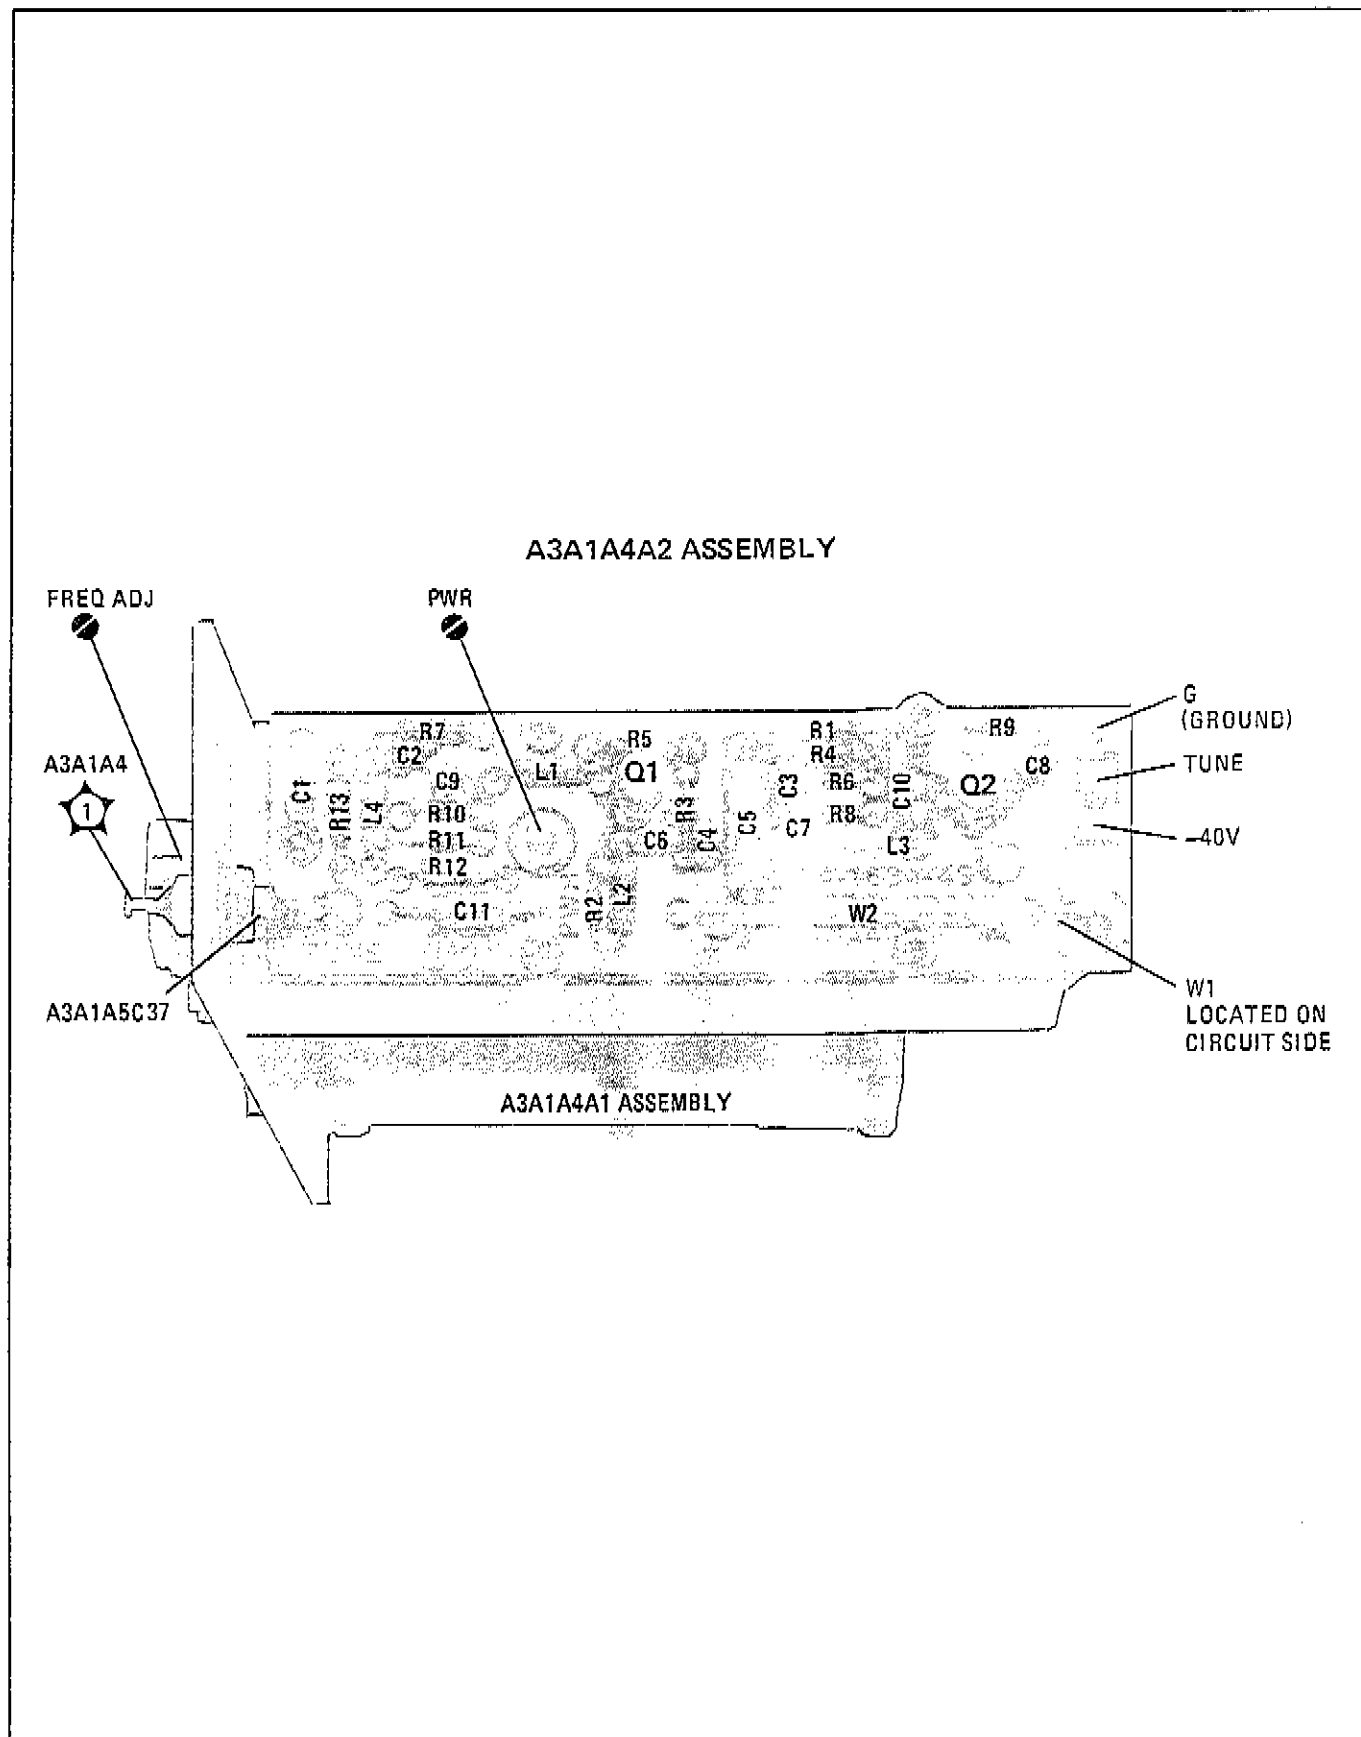 A3A1A4A2 ASSEMBLY
FREQ ADJ
PWR
A3A1A4
1
G
(GROUND)
TUNE
–40V
R7
C2
C9
R10
R11
R12
C11
C1
R13
L4
L1
R5
Q1
R3
C6
C4
C5
R2
L2
R1
R4
C3
R6
R8
C7
C10
L3
W2
R9
C8
Q2
A3A1A5C37
W1
LOCATED ON
CIRCUIT SIDE
A3A1A4A1 ASSEMBLY